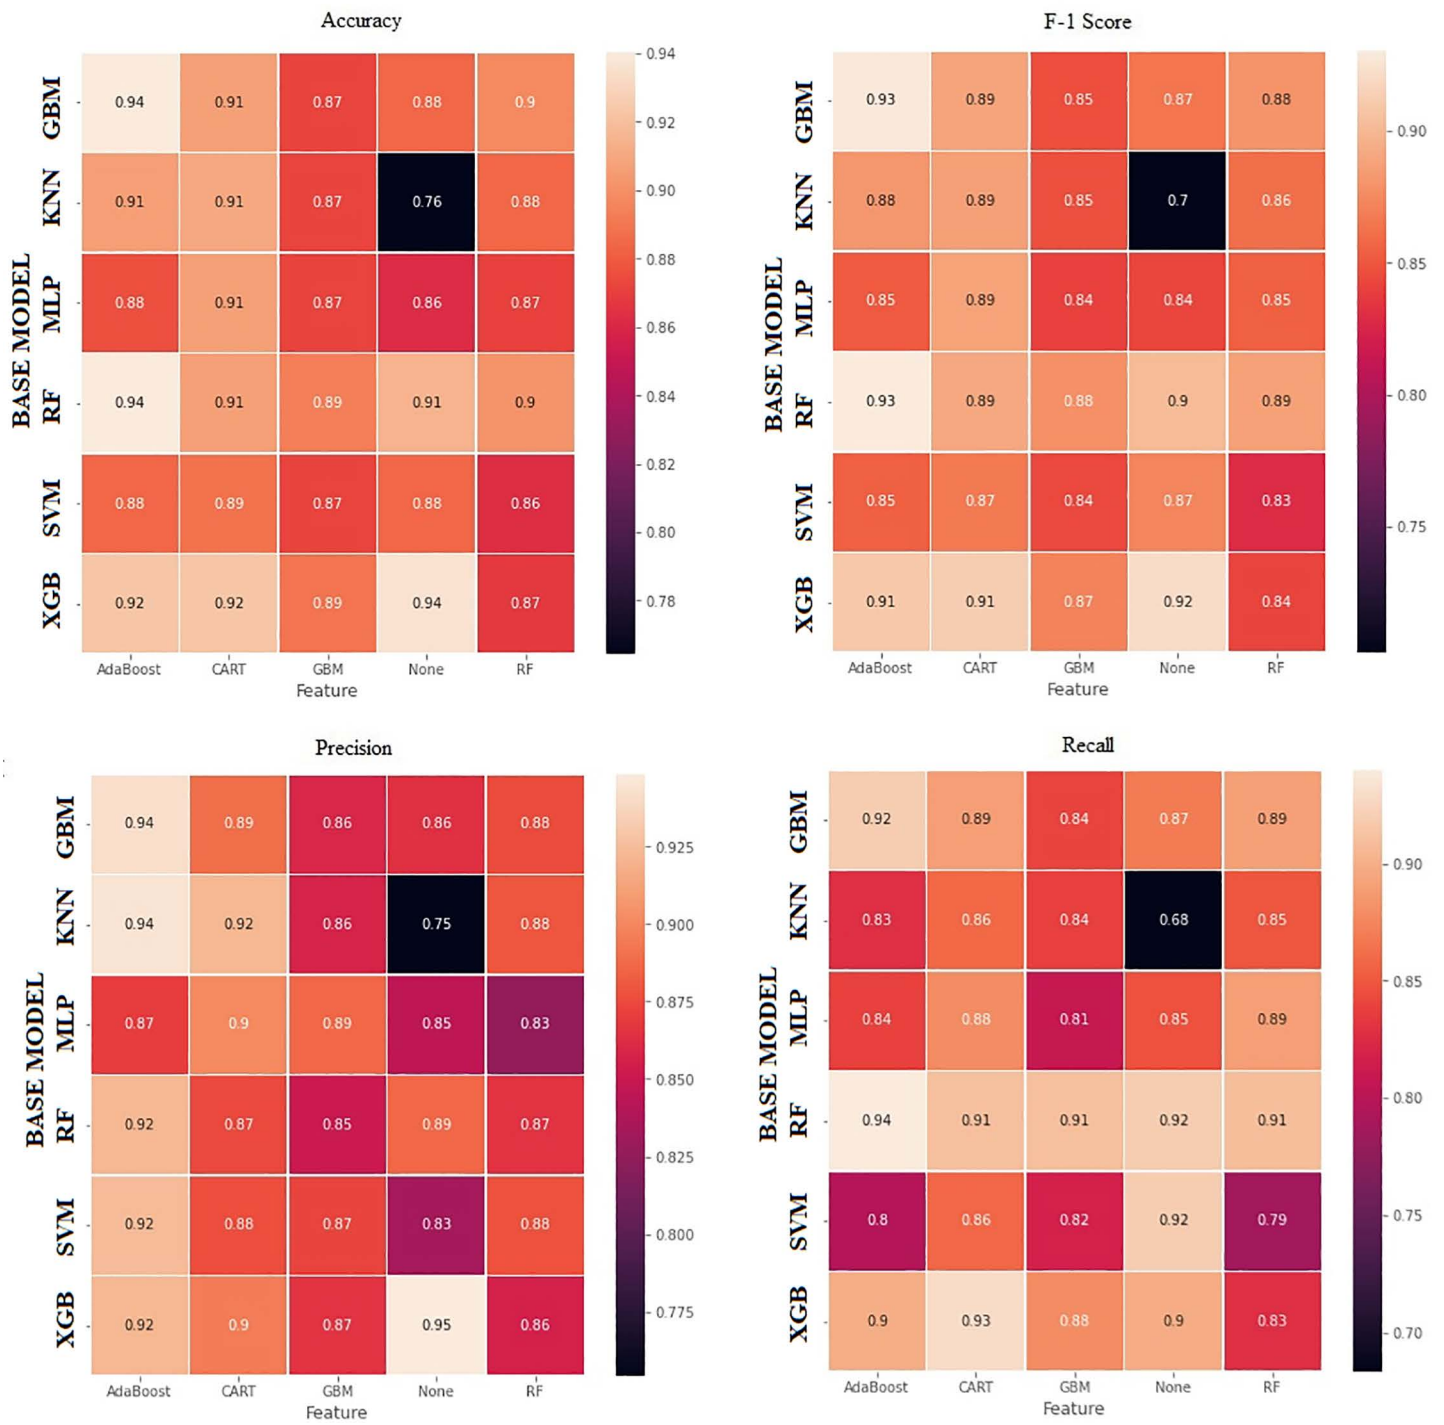 Accuracy
GBM 0.94 0.91 0.87 0.88 0.9
KNN 0.91 0.91 0.87 0.76 0.88
MLP 0.88 0.91 0.87 0.86 0.87
RF 0.94 0.91 0.89 0.91 0.9
SVM 0.88 0.89 0.87 0.88 0.86
XGB 0.92 0.92 0.89 0.94 0.87
BASE MODEL
AdaBoost CART GBM None RF
Feature
0.94
0.92
0.90
0.88
0.86
0.84
0.82
0.80
0.78
F-1 Score
GBM 0.93 0.89 0.85 0.87 0.88
KNN 0.88 0.89 0.85 0.7 0.86
MLP 0.85 0.89 0.84 0.84 0.85
RF 0.93 0.89 0.88 0.9 0.89
SVM 0.85 0.87 0.84 0.87 0.83
XGB 0.91 0.91 0.87 0.92 0.84
BASE MODEL
AdaBoost CART GBM None RF
Feature
0.90
0.85
0.80
0.75
Precision
GBM 0.94 0.89 0.86 0.86 0.88
KNN 0.94 0.92 0.86 0.75 0.88
MLP 0.87 0.9 0.89 0.85 0.83
RF 0.92 0.87 0.85 0.89 0.87
SVM 0.92 0.88 0.87 0.83 0.88
XGB 0.92 0.9 0.87 0.95 0.86
BASE MODEL
AdaBoost CART GBM None RF
Feature
0.925
0.900
0.875
0.850
0.825
0.800
0.775
Recall
GBM 0.92 0.89 0.84 0.87 0.89
KNN 0.83 0.86 0.84 0.68 0.85
MLP 0.84 0.88 0.81 0.85 0.89
RF 0.94 0.91 0.91 0.92 0.91
SVM 0.8 0.86 0.82 0.92 0.79
XGB 0.9 0.93 0.88 0.9 0.83
BASE MODEL
AdaBoost CART GBM None RF
Feature
0.90
0.85
0.80
0.75
0.70